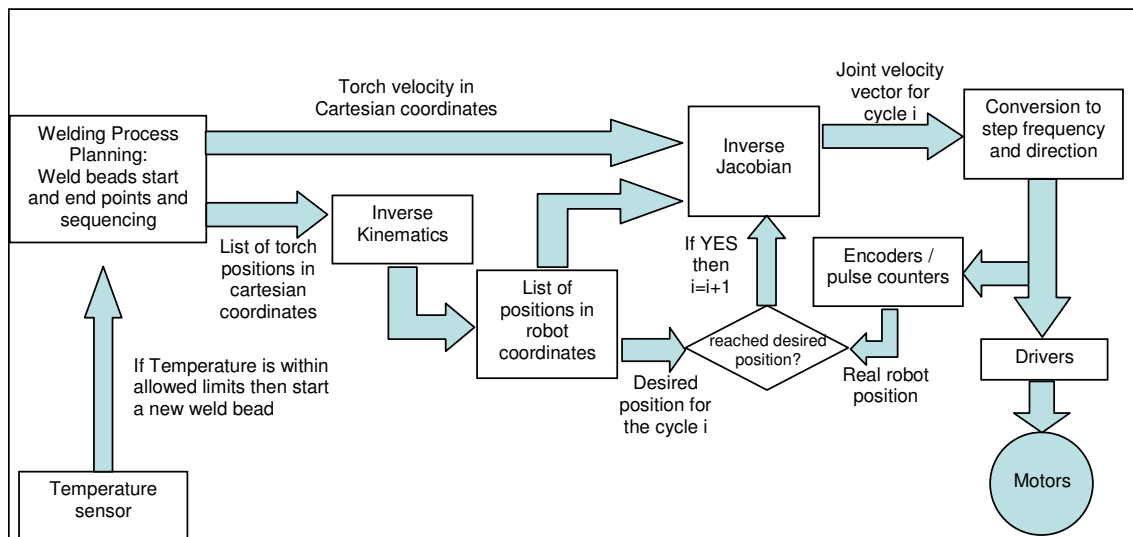 Welding Process
Planning:
Weld beads start
and end points and
sequencing
Torch velocity in
Cartesian coordinates
List of torch
positions in
cartesian
coordinates
Inverse
Kinematics
List of
positions in
robot
coordinates
Inverse
Jacobian
Joint velocity
vector for
cycle i
Conversion to
step frequency
and direction
If YES
then
i=i+1
Encoders /
pulse counters
reached desired
position?
Desired
position for
the cycle i
Real robot
position
Drivers
Motors
If Temperature is within
allowed limits then start
a new weld bead
Temperature
sensor